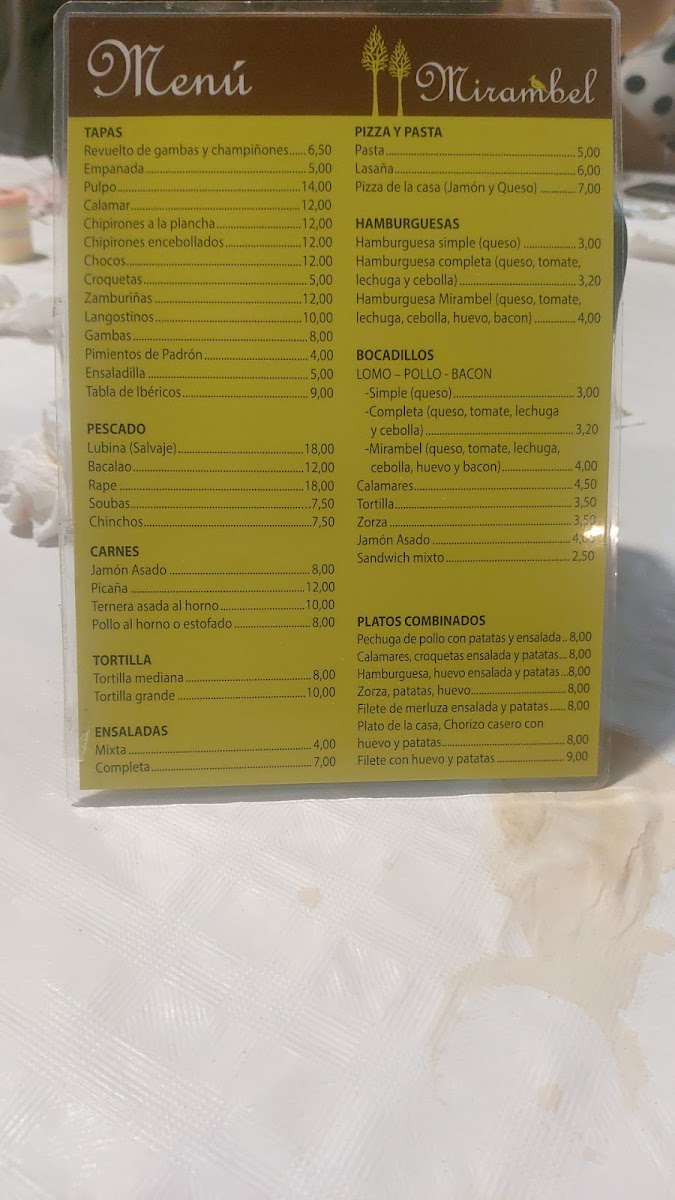 Menú
Mirambel
TAPAS
Revuelto de gambas y champiñones......6,50
Empanada 5,00
Pulpo 14,00
Calamar 12,00
Chipirones a la plancha 12,00
Chipirones encebollados 12.00
Chocos 12.00
Croquetas 5,00
Zamburiñas 12,00
Langostinos 10,00
Gambas 8,00
Pimientos de Padrón 4,00
Ensaladilla 5,00
Tabla de Ibéricos 9,00
PESCADO
Lubina (Salvaje) 18,00
Bacalao 12,00
Rape 18,00
Soubas 7,50
Chinchos 7,50
CARNES
Jamón Asado 8,00
Picaña 12,00
Ternera asada al horno 10,00
Pollo al horno o estofado 8,00
TORTILLA
Tortilla mediana 8,00
Tortilla grande 10,00
ENSALADAS
Mixta 4,00
Completa 7,00
PIZZA Y PASTA
Pasta 5,00
Lasaña 6,00
Pizza de la casa (Jamón y Queso) 7,00
HAMBURGUESAS
Hamburguesa simple (queso) 3,00
Hamburguesa completa (queso, tomate,
lechuga y cebolla) 3,20
Hamburguesa Mirambel (queso, tomate,
lechuga, cebolla, huevo, bacon) 4,00
BOCADILLOS
LOMO – POLLO - BACON
-Simple (queso) 3,00
-Completa (queso, tomate, lechuga
y cebolla) 3,20
-Mirambel (queso, tomate, lechuga,
cebolla, huevo y bacon) 4,00
Calamares 4,50
Tortilla 3,50
Zorza 3,50
Jamón Asado 4,00
Sandwich mixto 2,50
PLATOS COMBINADOS
Pechuga de pollo con patatas y ensalada.. 8,00
Calamares, croquetas ensalada y patatas... 8,00
Hamburguesa, huevo ensalada y patatas ...8,00
Zorza, patatas, huevo 8,00
Filete de merluza ensalada y patatas ..... 8,00
Plato de la casa, Chorizo casero con
huevo y patatas 8,00
Filete con huevo y patatas 9,00